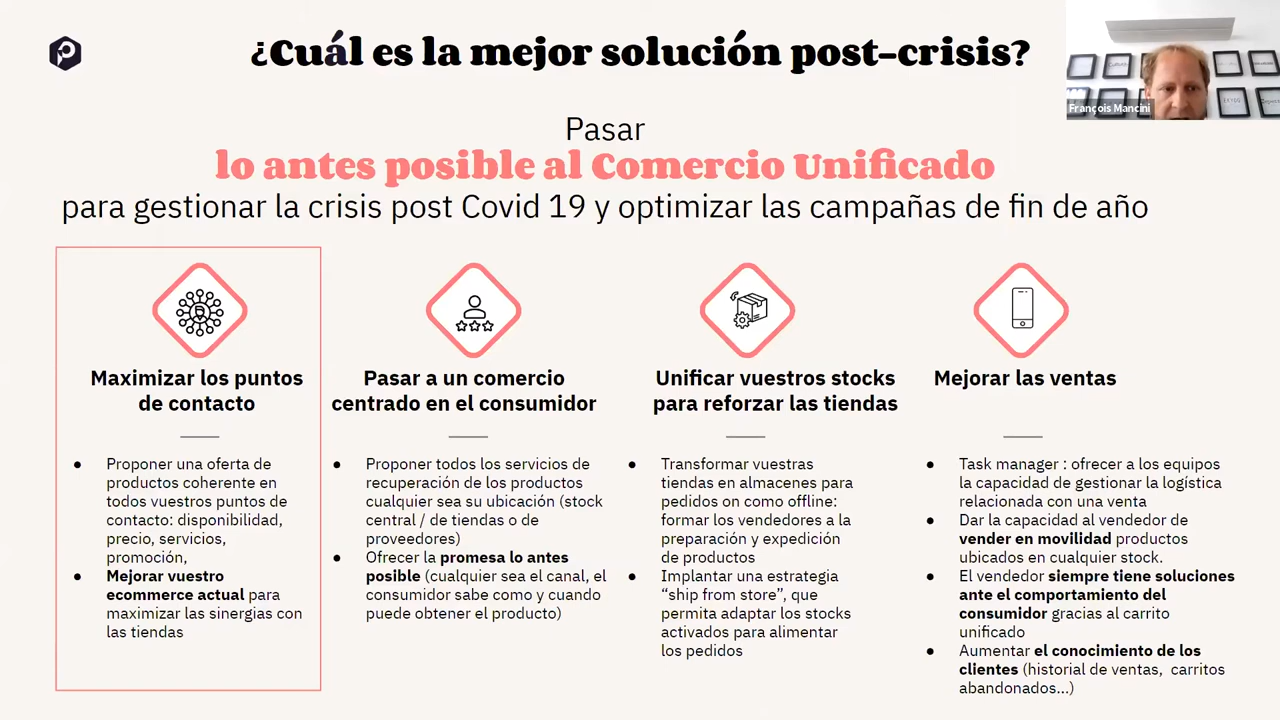 ¿Cuál es la mejor solución post-crisis?
François Mancini
Pasar
lo antes posible al Comercio Unificado
para gestionar la crisis post Covid 19 y optimizar las campañas de fin de año
Maximizar los puntos
de contacto
Proponer una oferta de
productos coherente en
todos vuestros puntos de
contacto: disponibilidad,
precio, servicios,
promoción,
Mejorar vuestro
ecommerce actual para
maximizar las sinergias con
las tiendas
Pasar a un comercio
centrado en el consumidor
Proponer todos los servicios de
recuperación de los productos
cualquier sea su ubicación (stock
central / de tiendas o de
proveedores)
Ofrecer la promesa lo antes
posible (cualquier sea el canal, el
consumidor sabe como y cuando
puede obtener el producto)
Unificar vuestros stocks
para reforzar las tiendas
Transformar vuestras
tiendas en almacenes para
pedidos on como offline:
formar los vendedores a la
preparación y expedición
de productos
Implantar una estrategia
“ship from store”, que
permita adaptar los stocks
activados para alimentar
los pedidos
Mejorar las ventas
Task manager : ofrecer a los equipos
la capacidad de gestionar la logística
relacionada con una venta
Dar la capacidad al vendedor de
vender en movilidad productos
ubicados en cualquier stock.
El vendedor siempre tiene soluciones
ante el comportamiento del
consumidor gracias al carrito
unificado
Aumentar el conocimiento de los
clientes (historial de ventas, carritos
abandonados...)